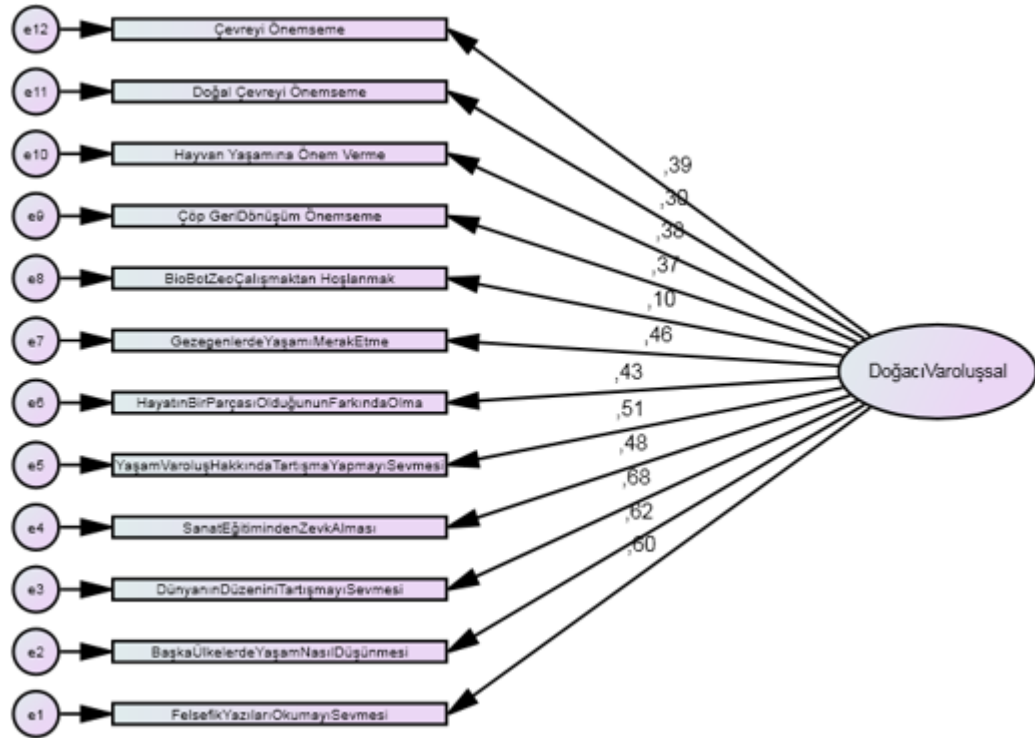 e12
Çevreyi Önemseme
e11
Doğal Çevreyi Önemseme
e10
Hayvan Yaşamına Önem Verme
,39
e9
Çöp GeriDönüşüm Önemseme
,30
,38
e8
BioBotZeoÇalışmaktan Hoşlanmak
,37
,10
e7
GezegenlerdeYaşamıMerakEtme
,46
DoğacıVaroluşsal
,43
e6
HayatınBirParçasıOlduğununFarkındaOlma
,51
e5
YaşamVaroluşHakkındaTartışmaYapmayıSevmesi
,48
,68
e4
SanatEğitimindenZevkAlması
,62
,60
e3
DünyanınDüzeniniTartışmayıSevmesi
e2
BaşkaÜlkelerdeYaşamNasılDüşünmesi
e1
FelsefikYazılarıOkumayıSevmesi